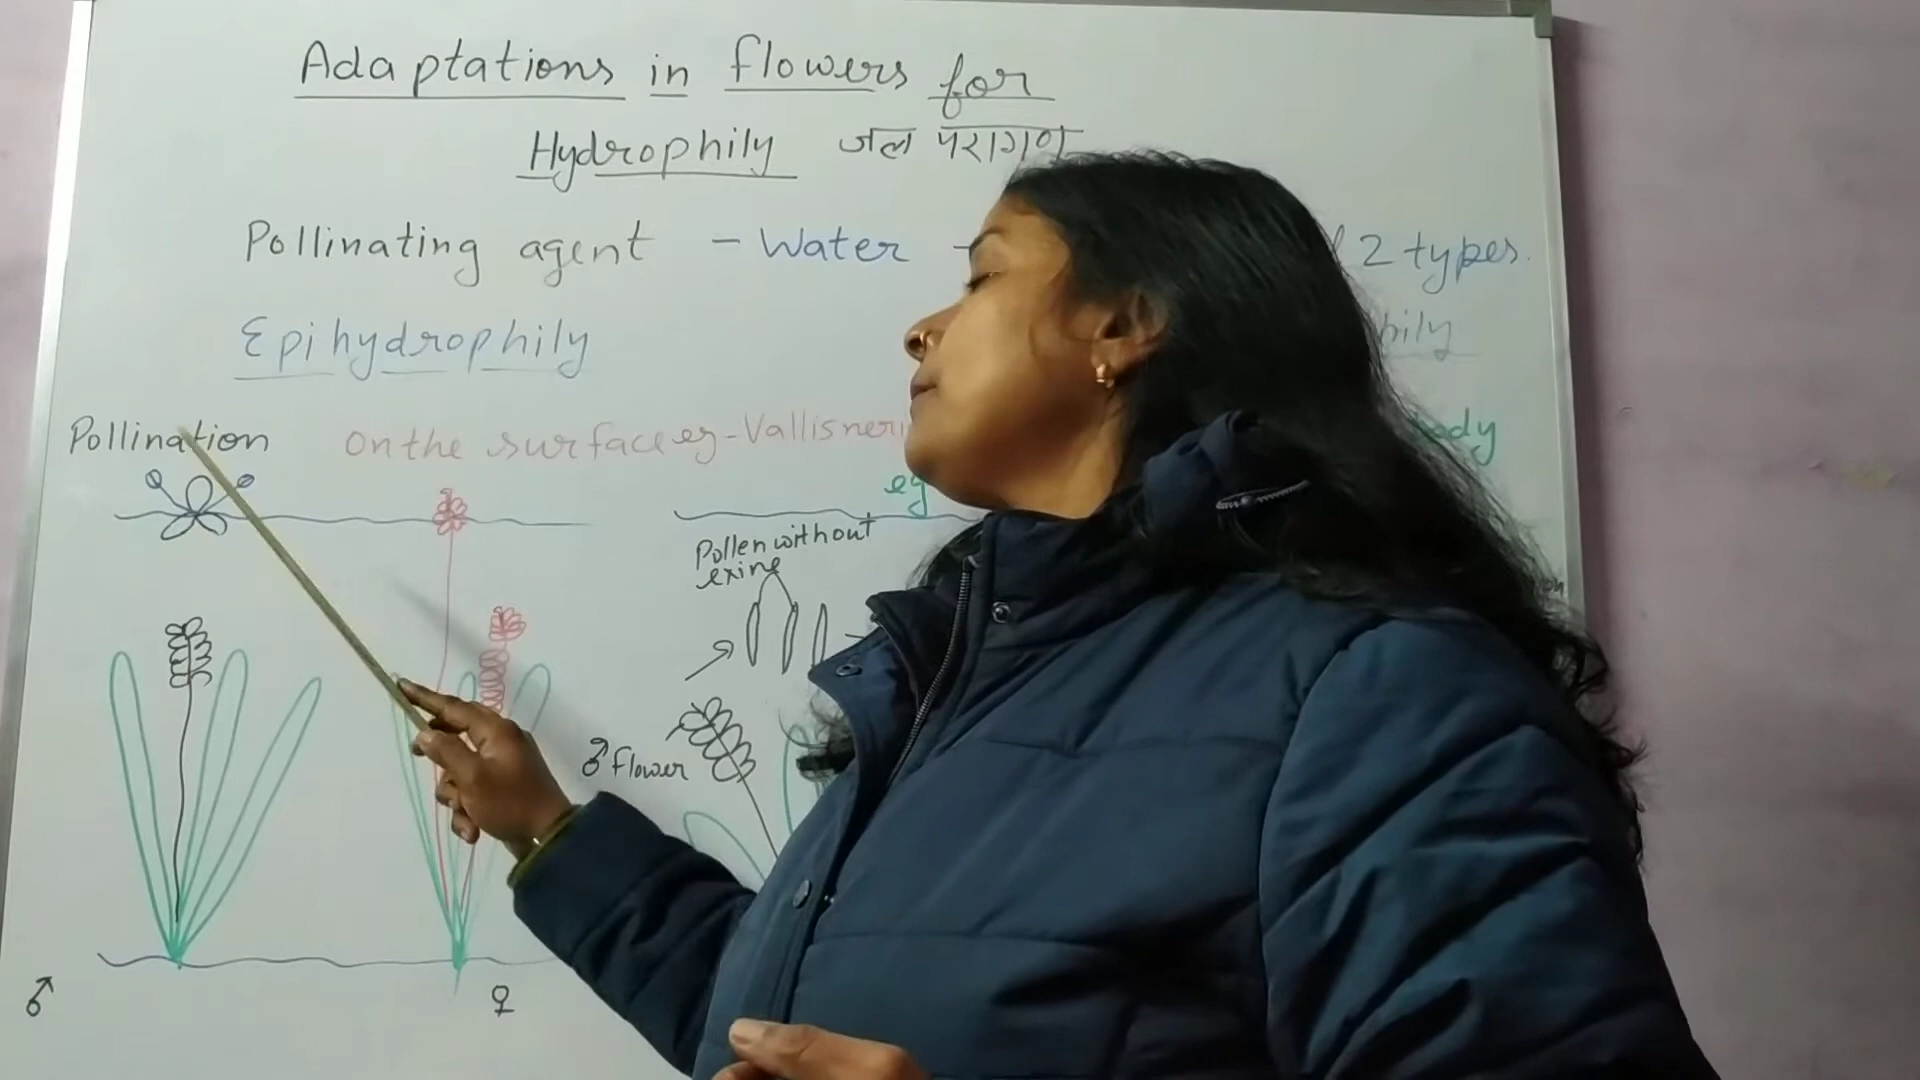 Adaptations in flowers for
Hydrophily जल परागण
Pollinating agent - Water -
2 types.
Epihydrophily
Pollination on the surface eg - Vallisneri
eg
Pollen without
exine
♂ flower
♂
♀